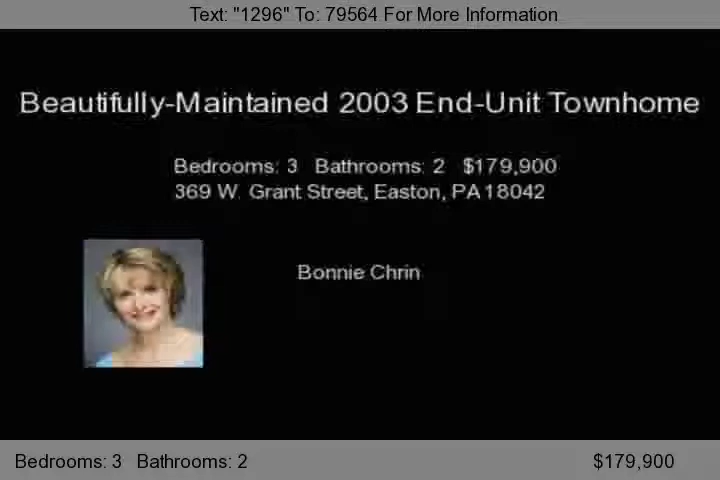 Text: "1296" To: 79564 For More Information
Beautifully-Maintained 2003 End-Unit Townhome
Bedrooms: 3 Bathrooms: 2 $179,900
369 W. Grant Street, Easton, PA 18042
Bonnie Chrin
Bedrooms: 3 Bathrooms: 2 $179,900